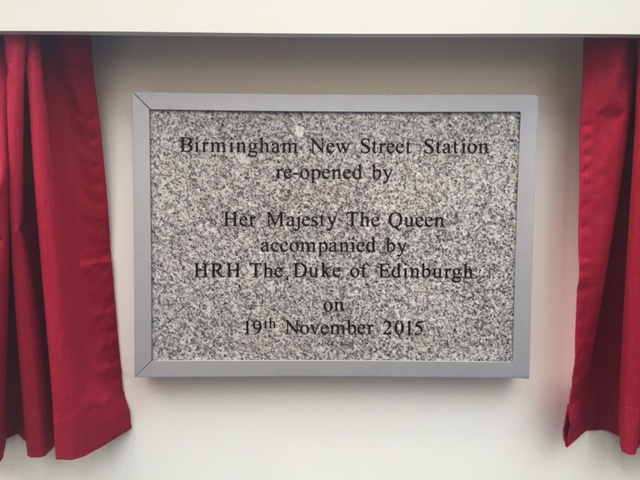 Birmingham New Street Station
re-opened by
Her Majesty The Queen
accompanied by
HRH The Duke of Edinburgh
on
19th November 2015